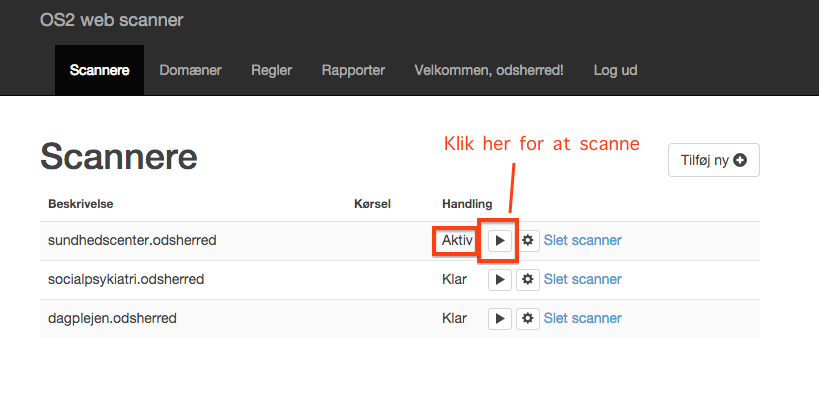 OS2 web scanner
Scannere Domæner Regler Rapporter Velkommen, odsherred! Log ud
Klik her for at scanne
Scannere
Tilføj ny
Beskrivelse Kørsel Handling
sundhedscenter.odsherred Aktiv Slet scanner
socialpsykiatri.odsherred Klar Slet scanner
dagplejen.odsherred Klar Slet scanner